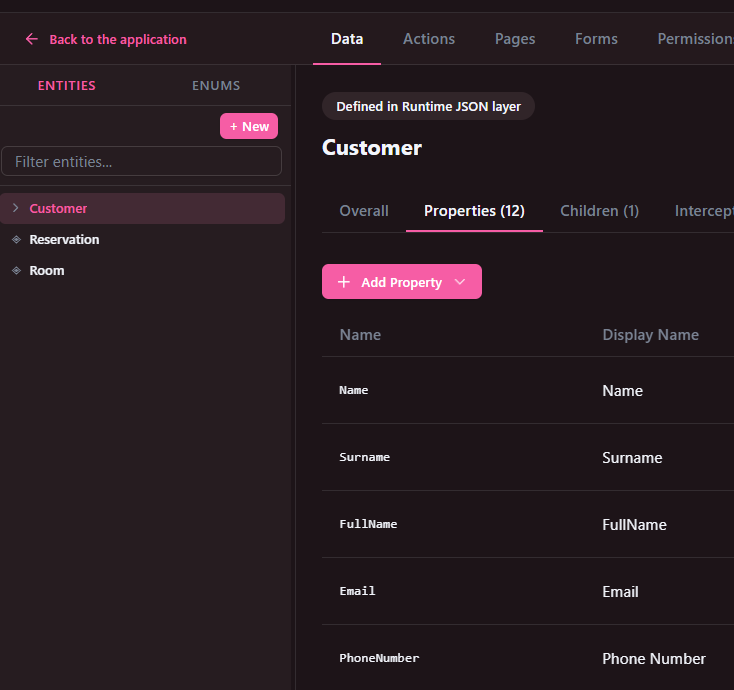 Back to the application
Data Actions Pages Forms Permission
ENTITIES ENUMS
+ New
Filter entities...
Customer
Reservation
Room
Defined in Runtime JSON layer
Customer
Overall Properties (12) Children (1) Intercept
Add Property
Name Display Name
Name Name
Surname Surname
FullName FullName
Email Email
PhoneNumber Phone Number